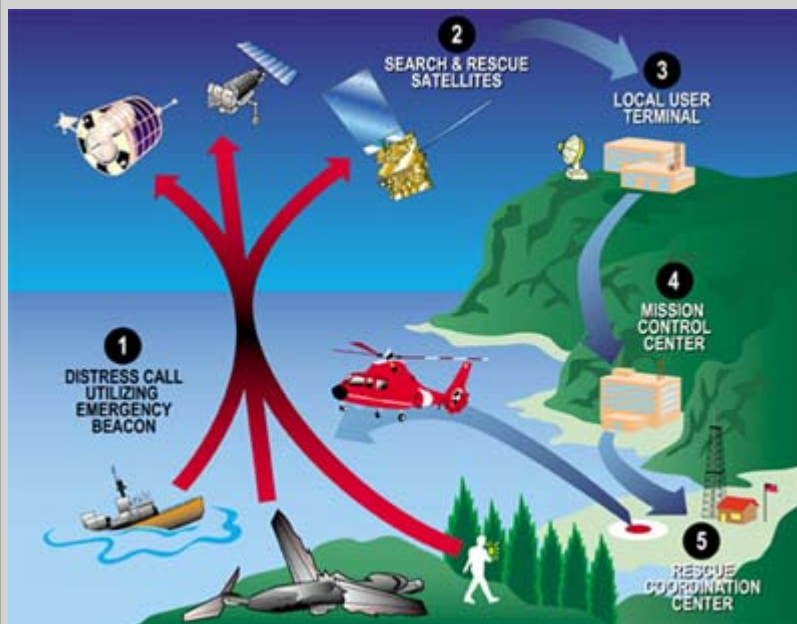 1
DISTRESS CALL
UTILIZING
EMERGENCY
BEACON
2
SEARCH & RESCUE
SATELLITES
3
LOCAL USER
TERMINAL
4
MISSION
CONTROL
CENTER
5
RESCUE
COORDINATION
CENTER